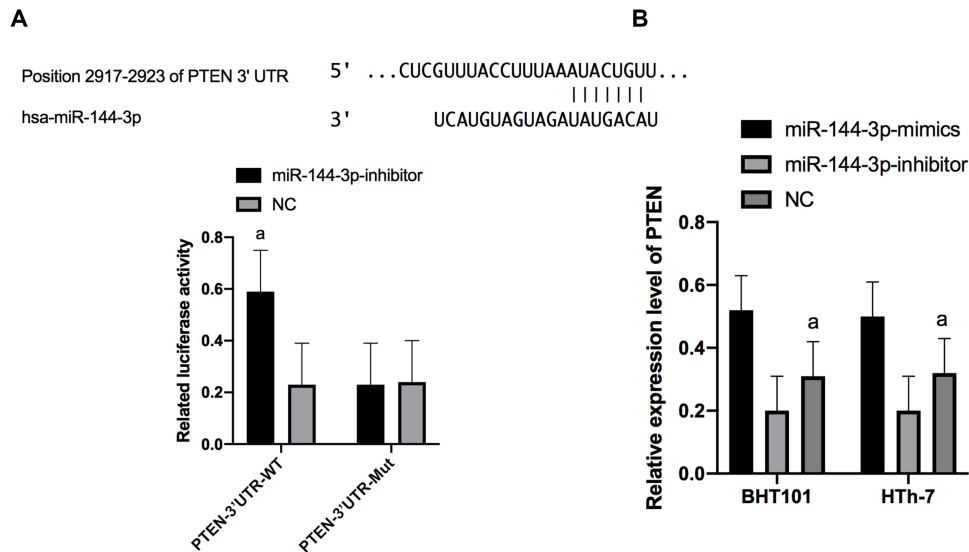 A
Position 2917-2923 of PTEN 3' UTR 5' ...CUCGUUUACCUUUAAAUACUGUU...
|||||||
hsa-miR-144-3p 3' UCAUGUAGUAGAUAUGACAU
miR-144-3p-inhibitor
NC
Related luciferase activity
0.8
0.6
0.4
0.2
0.0
a
PTEN-3'UTR-WT
PTEN-3'UTR-Mut
B
miR-144-3p-mimics
miR-144-3p-inhibitor
NC
Relative expression level of PTEN
0.8
0.6
0.4
0.2
0.0
a
a
BHT101
HTh-7